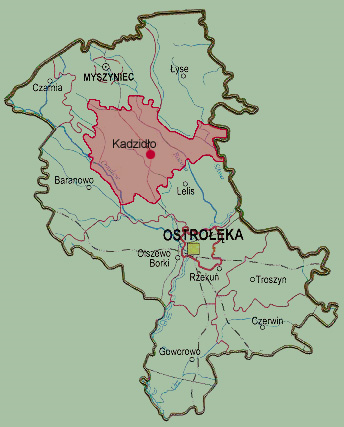 Łyse
MYSZYNIEC
Czarnia
Kadzidło
Baranowo
Lelis
OSTROŁĘKA
Olszewo
Borki
Rzekuń
Troszyn
Czerwin
Goworowo